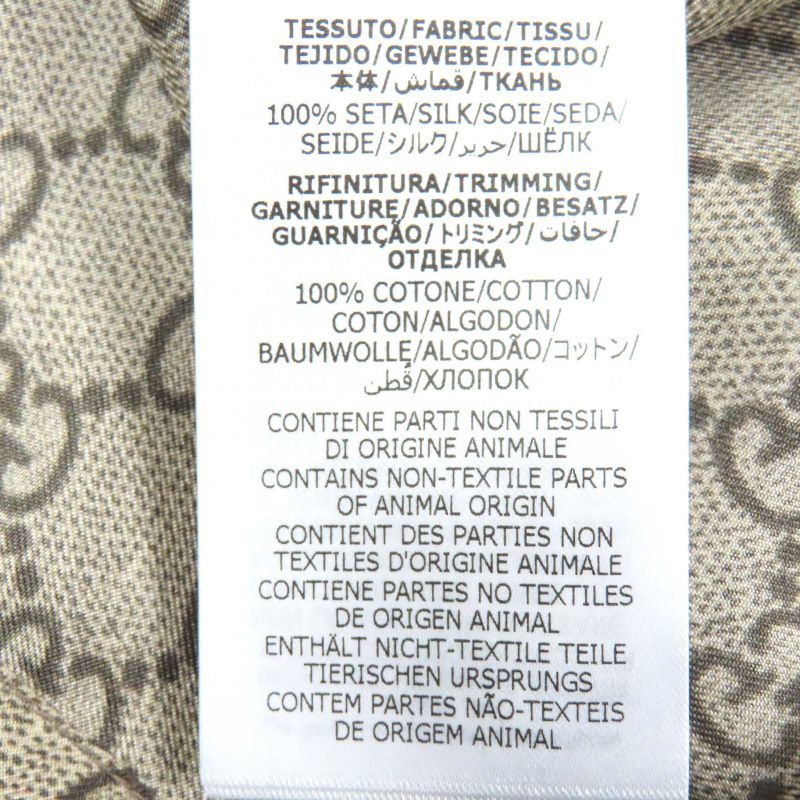 TESSUTO/FABRIC/TISSU/
TEJIDO/GEWEBE/TECIDO/
本体/قماش/ТКАНЬ
100% SETA/SILK/SOIE/SEDA/
SEIDE/シルク/حرير/ШЁЛК
RIFINITURA/TRIMMING/
GARNITURE/ADORNO/BESATZ/
GUARNIÇÃO/トリミング/حافات/
ОТДЕЛКА
100% COTONE/COTTON/
COTON/ALGODON/
BAUMWOLLE/ALGODÃO/コットン/
قُطن/ХЛОПОК
CONTIENE PARTI NON TESSILI
DI ORIGINE ANIMALE
CONTAINS NON-TEXTILE PARTS
OF ANIMAL ORIGIN
CONTIENT DES PARTIES NON
TEXTILES D'ORIGINE ANIMALE
CONTIENE PARTES NO TEXTILES
DE ORIGEN ANIMAL
ENTHÄLT NICHT-TEXTILE TEILE
TIERISCHEN URSPRUNGS
CONTEM PARTES NÃO-TEXTEIS
DE ORIGEM ANIMAL